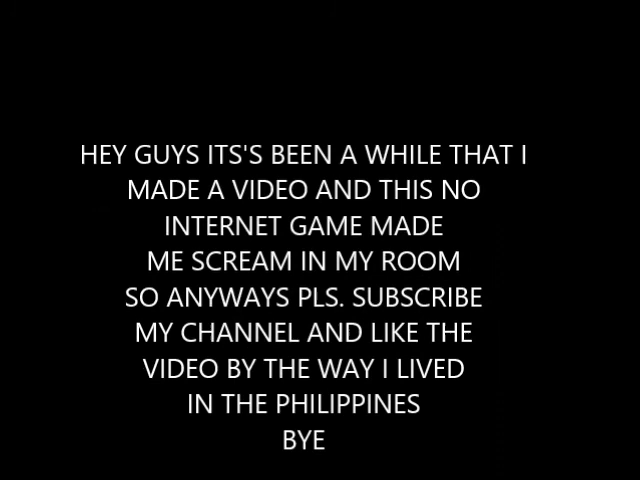 HEY GUYS ITS'S BEEN A WHILE THAT I
MADE A VIDEO AND THIS NO
INTERNET GAME MADE
ME SCREAM IN MY ROOM
SO ANYWAYS PLS. SUBSCRIBE
MY CHANNEL AND LIKE THE
VIDEO BY THE WAY I LIVED
IN THE PHILIPPINES
BYE